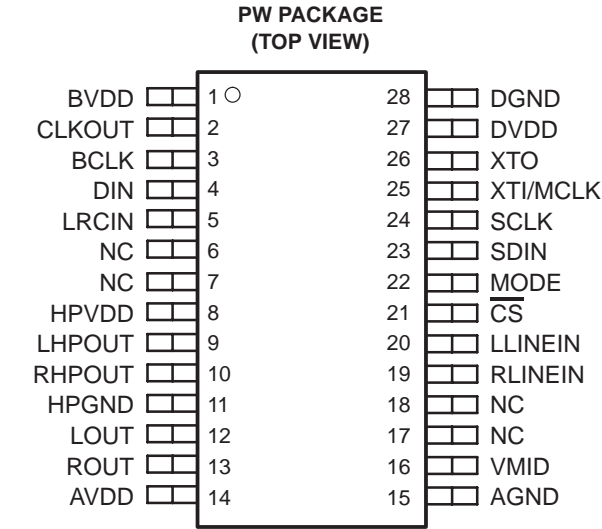 PW PACKAGE
(TOP VIEW)
BVDD 1 28 DGND
CLKOUT 2 27 DVDD
BCLK 3 26 XTO
DIN 4 25 XTI/MCLK
LRCIN 5 24 SCLK
NC 6 23 SDIN
NC 7 22 MODE
HPVDD 8 21 C̅S̅
LHPOUT 9 20 LLINEIN
RHPOUT 10 19 RLINEIN
HPGND 11 18 NC
LOUT 12 17 NC
ROUT 13 16 VMID
AVDD 14 15 AGND